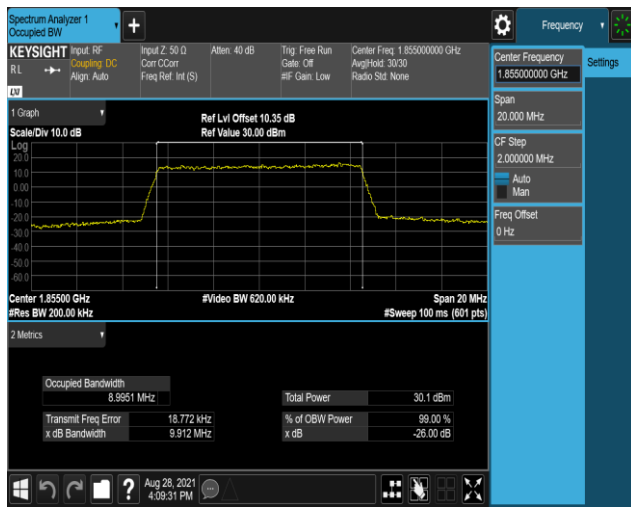 Spectrum Analyzer 1
Occupied BW
Frequency
KEYSIGHT
RL
LXI
Input: RF
Coupling: DC
Align: Auto
Input Z: 50 Ω
Corr CCorr
Freq Ref: Int (S)
Atten: 40 dB
Trig: Free Run
Gate: Off
#IF Gain: Low
Center Freq: 1.855000000 GHz
Avg|Hold: 30/30
Radio Std: None
Center Frequency
1.855000000 GHz
Settings
Span
20.000 MHz
CF Step
2.000000 MHz
Auto
Man
Freq Offset
0 Hz
1 Graph
Scale/Div 10.0 dB
Ref Lvl Offset 10.35 dB
Ref Value 30.00 dBm
Log
20.0
10.0
0.00
-10.0
-20.0
-30.0
-40.0
-50.0
-60.0
Center 1.85500 GHz
#Video BW 620.00 kHz
Span 20 MHz
#Res BW 200.00 kHz
#Sweep 100 ms (601 pts)
2 Metrics
Occupied Bandwidth
8.9951 MHz
Total Power 30.1 dBm
Transmit Freq Error 18.772 kHz
% of OBW Power 99.00 %
x dB Bandwidth 9.912 MHz
x dB -26.00 dB
?
Aug 28, 2021
4:09:31 PM